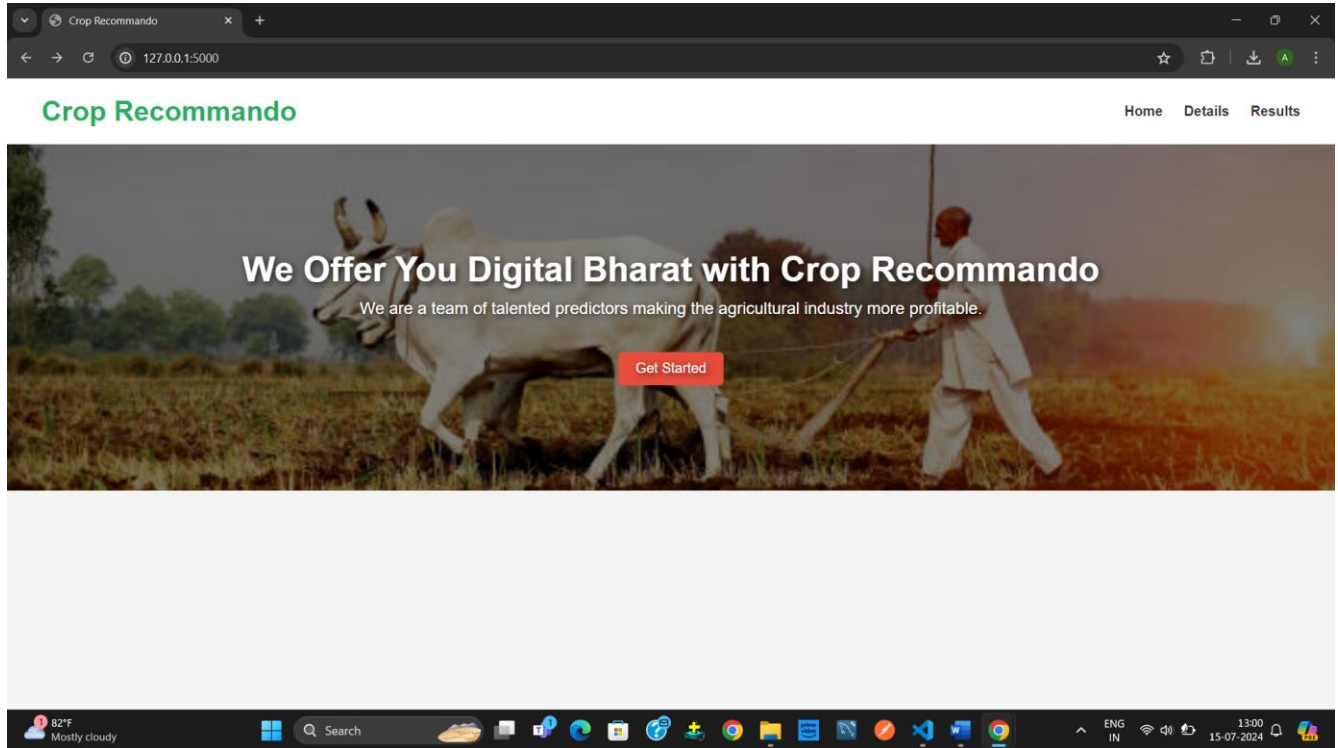 Crop Recommando
127.0.0.1:5000
Crop Recommando
Home Details Results
We Offer You Digital Bharat with Crop Recommando
We are a team of talented predictors making the agricultural industry more profitable.
Get Started
1 82°F
Mostly cloudy
Search
ENG
IN
13:00
15-07-2024